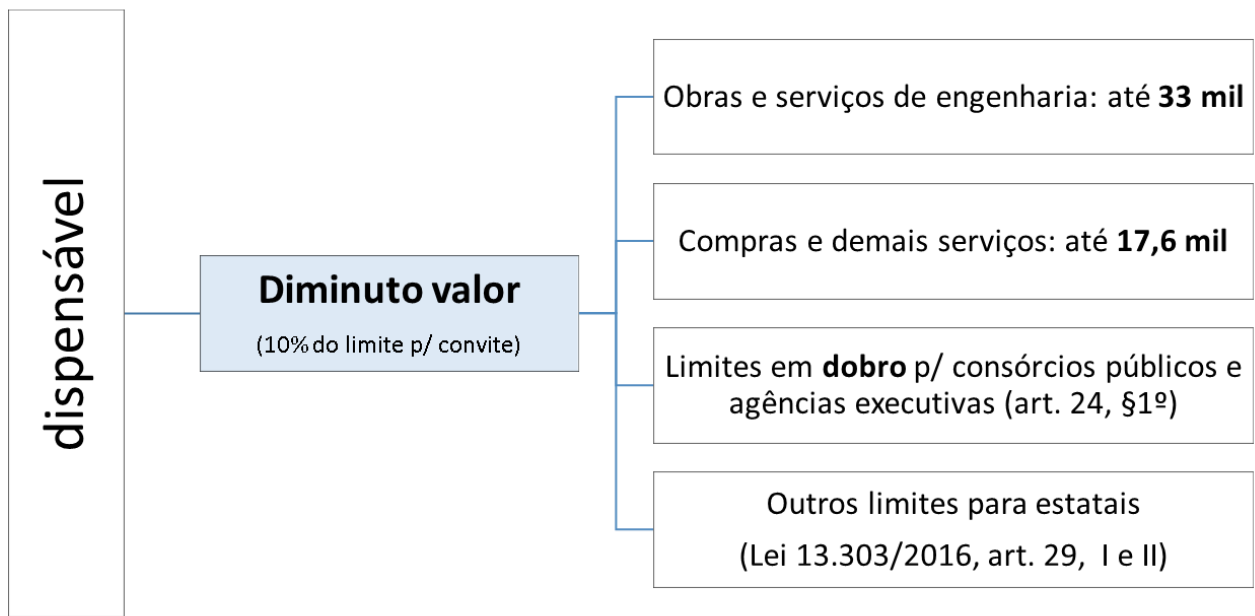 dispensável
Diminuto valor
(10% do limite p/ convite)
Obras e serviços de engenharia: até 33 mil
Compras e demais serviços: até 17,6 mil
Limites em dobro p/ consórcios públicos e
agências executivas (art. 24, §1º)
Outros limites para estatais
(Lei 13.303/2016, art. 29, I e II)